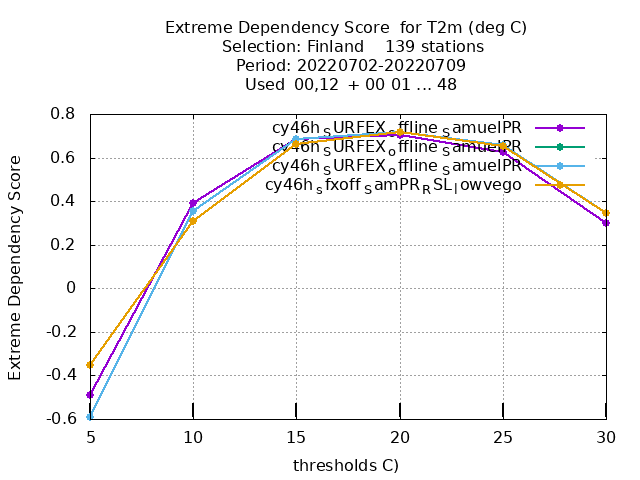 Extreme Dependency Score  for T2m (deg C)
Selection: Finland    139 stations
Period: 20220702-20220709
Used  00,12  + 00 01 ... 48
Extreme Dependency Score
0.8
0.6
0.4
0.2
0
-0.2
-0.4
-0.6
cy46h_SURFEX_offline_SamuelPR
cy46h_SURFEX_offline_SamuelPR
cy46h_SURFEX_offline_SamuelPR
cy46h_sfxoff_SamPR_RSL_lowvego
5 10 15 20 25 30
thresholds C)